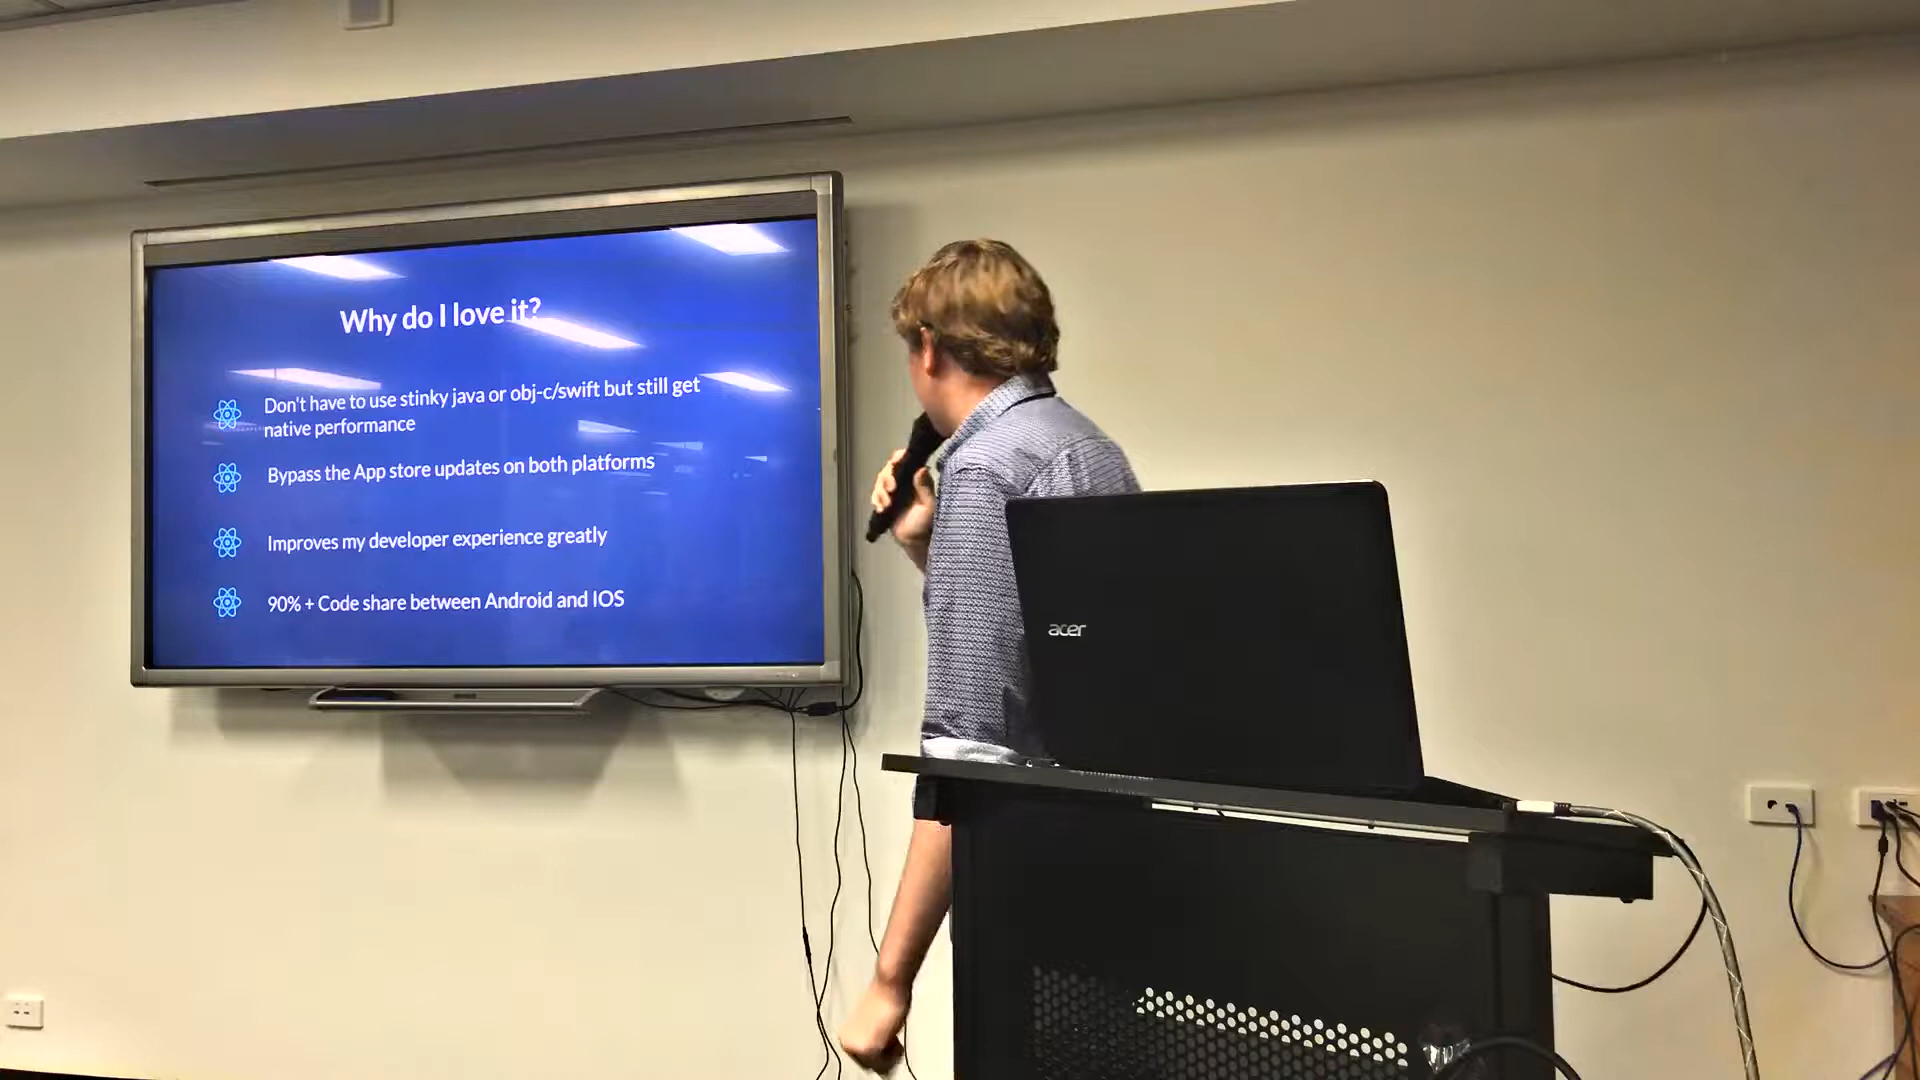 Why do I love it?
Don't have to use stinky java or obj-c/swift but still get
native performance
Bypass the App store updates on both platforms
Improves my developer experience greatly
90% + Code share between Android and IOS
acer